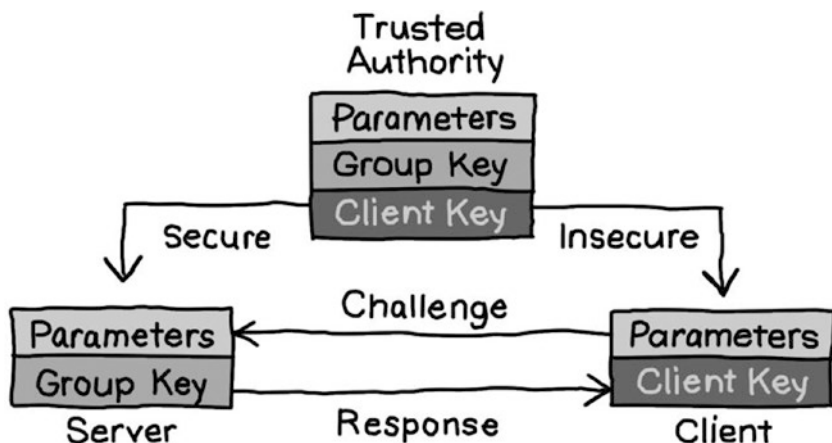 Trusted
Authority
Parameters
Group Key
Client Key
Secure
Insecure
Challenge
Parameters
Group Key
Server
Response
Parameters
Client Key
Client